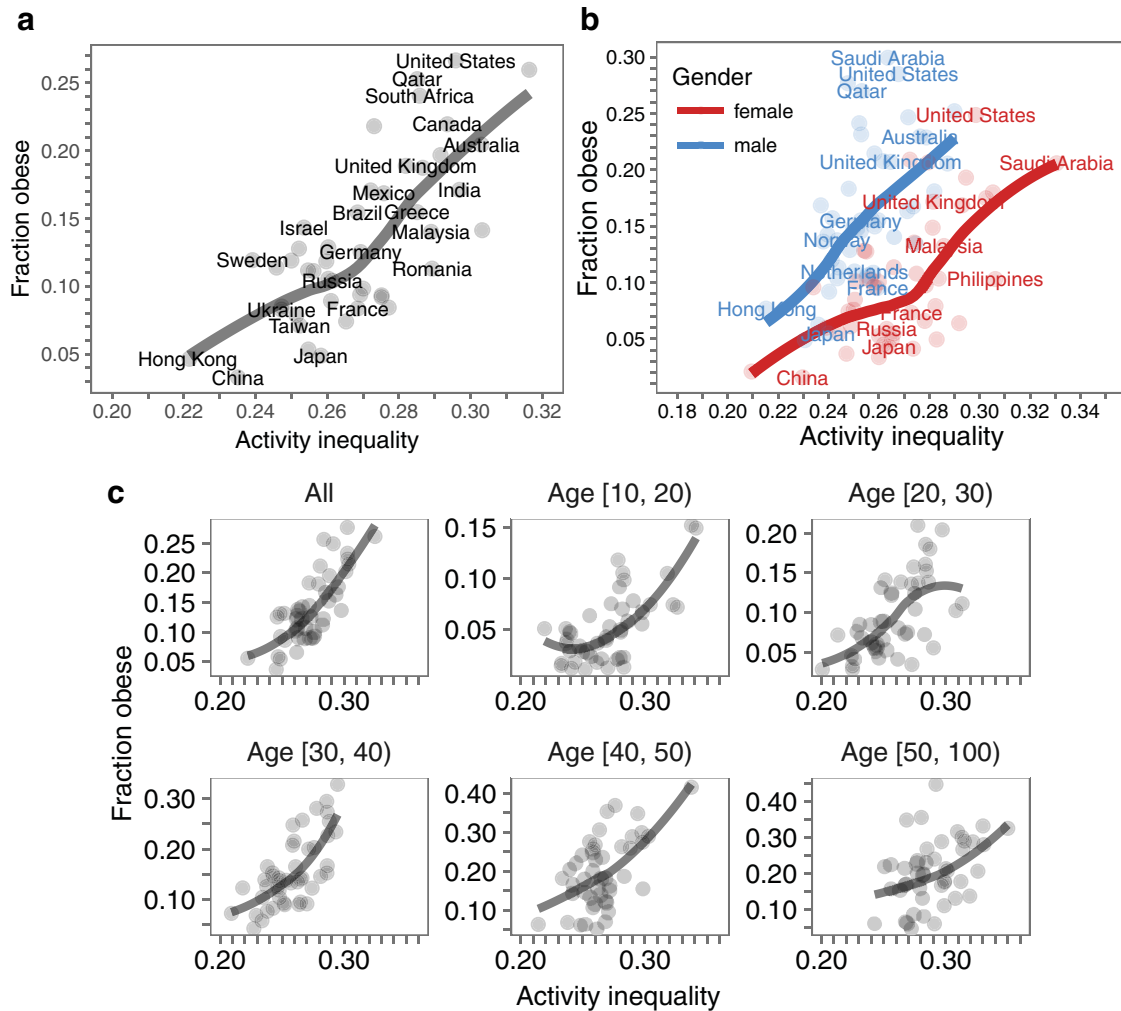 a
Fraction obese
0.25
0.20
0.15
0.10
0.05
United States
Qatar
South Africa
Canada
Australia
United Kingdom
Mexico
India
Brazil
Greece
Israel
Malaysia
Germany
Sweden
Romania
Russia
Ukraine
France
Taiwan
Hong Kong
Japan
China
0.20 0.22 0.24 0.26 0.28 0.30 0.32
Activity inequality
b
Fraction obese
0.30
0.25
0.20
0.15
0.10
0.05
Gender
female
male
Saudi Arabia
United States
Qatar
United States
Australia
United Kingdom
Saudi Arabia
United Kingdom
Germany
Norway
Malaysia
Netherlands
Philippines
France
Hong Kong
France
Japan
Russia
Japan
China
0.18 0.20 0.22 0.24 0.26 0.28 0.30 0.32 0.34
Activity inequality
c
Fraction obese
All
0.25
0.20
0.15
0.10
0.05
0.20 0.30
Age [10, 20)
0.15
0.10
0.05
0.20 0.30
Age [20, 30)
0.20
0.15
0.10
0.05
0.20 0.30
Age [30, 40)
0.30
0.20
0.10
0.20 0.30
Age [40, 50)
0.40
0.30
0.20
0.10
0.20 0.30
Age [50, 100)
0.40
0.30
0.20
0.10
0.20 0.30
Activity inequality